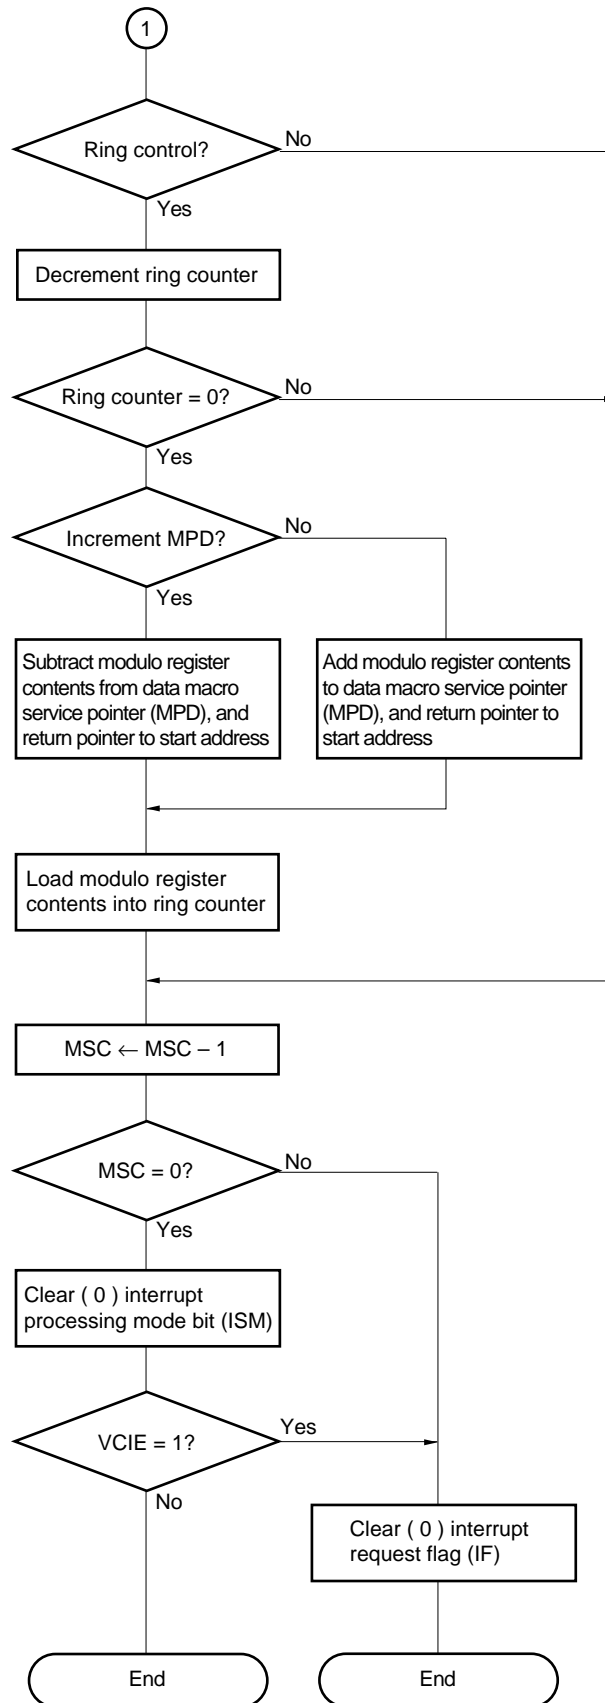 1
Ring control?
No
Yes
Decrement ring counter
Ring counter = 0?
No
Yes
Increment MPD?
No
Yes
Subtract modulo register
contents from data macro
service pointer (MPD), and
return pointer to start address
Add modulo register contents
to data macro service pointer
(MPD), and return pointer to
start address
Load modulo register
contents into ring counter
MSC ← MSC – 1
MSC = 0?
No
Yes
Clear ( 0 ) interrupt
processing mode bit (ISM)
VCIE = 1?
Yes
No
Clear ( 0 ) interrupt
request flag (IF)
End
End